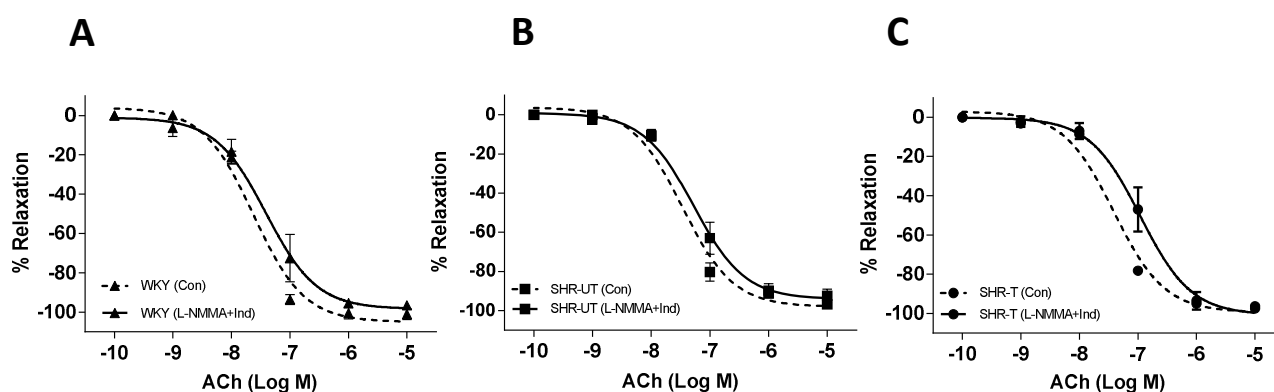 A
B
C
% Relaxation
0
-20
-40
-60
-80
-100
WKY (Con)
WKY (L-NMMA+Ind)
-10 -9 -8 -7 -6 -5
ACh (Log M)
% Relaxation
0
-20
-40
-60
-80
-100
SHR-UT (Con)
SHR-UT (L-NMMA+Ind)
-10 -9 -8 -7 -6 -5
ACh (Log M)
% Relaxation
0
-20
-40
-60
-80
-100
SHR-T (Con)
SHR-T (L-NMMA+Ind)
-10 -9 -8 -7 -6 -5
ACh (Log M)